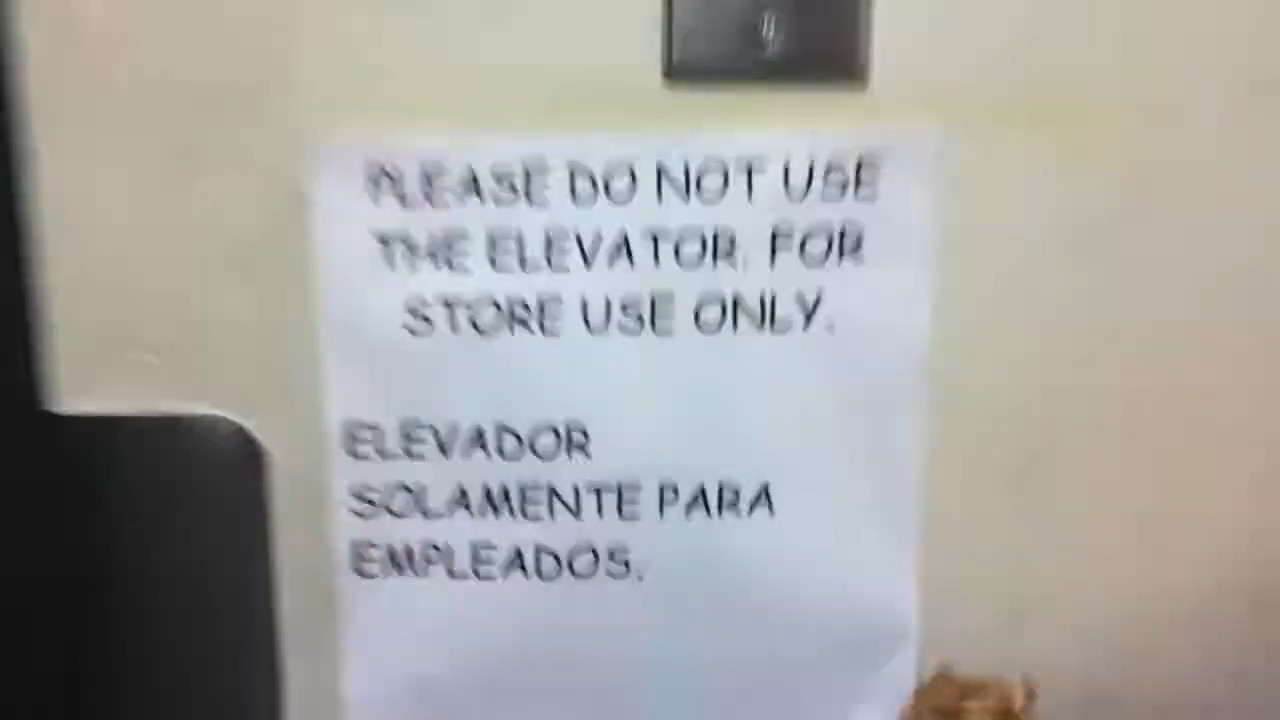 PLEASE DO NOT USE
THE ELEVATOR. FOR
STORE USE ONLY.
ELEVADOR
SOLAMENTE PARA
EMPLEADOS.